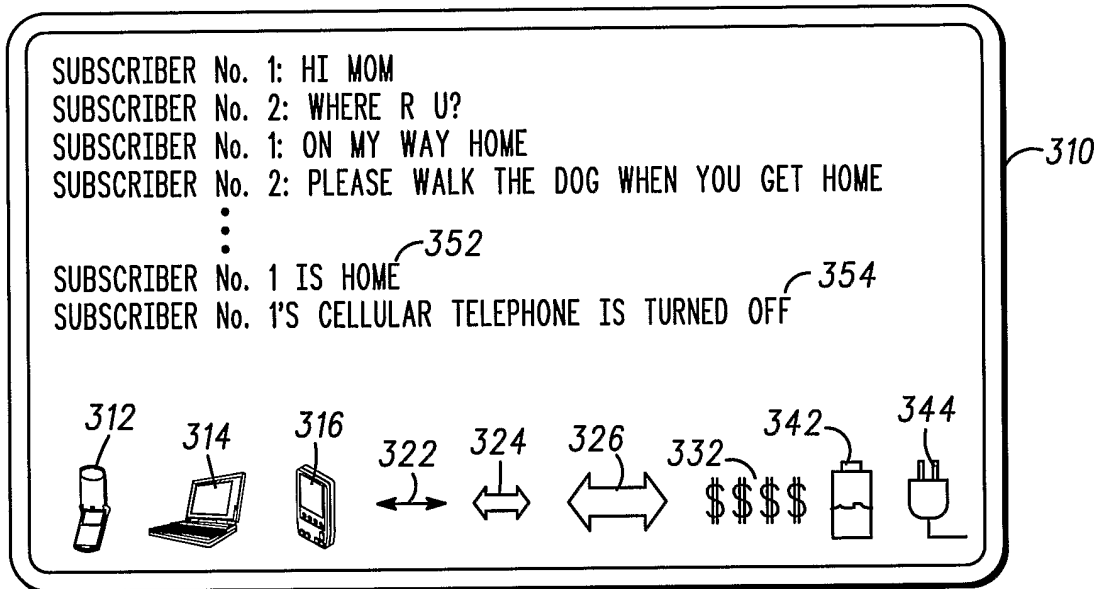 SUBSCRIBER No. 1: HI MOM
SUBSCRIBER No. 2: WHERE R U?
SUBSCRIBER No. 1: ON MY WAY HOME
310
SUBSCRIBER No. 2: PLEASE WALK THE DOG WHEN YOU GET HOME
352
SUBSCRIBER No. 1 IS HOME
354
SUBSCRIBER No. 1'S CELLULAR TELEPHONE IS TURNED OFF
312 314 316 322 324 326 332 342 344
$$$$